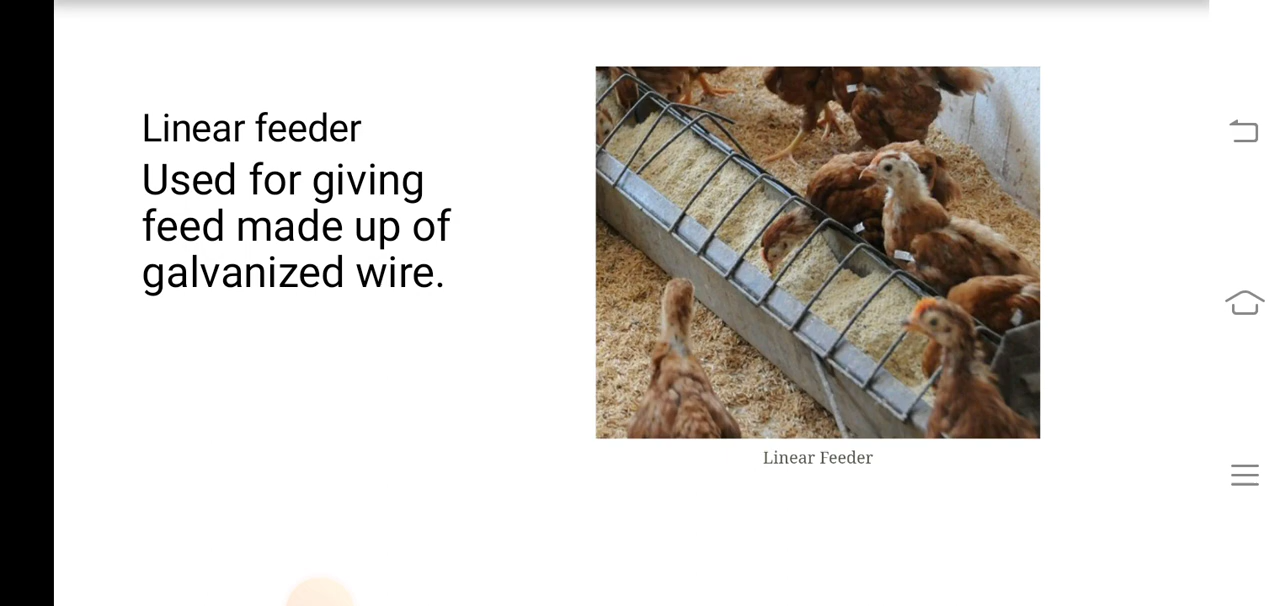 Linear feeder
Used for giving
feed made up of
galvanized wire.
Linear Feeder